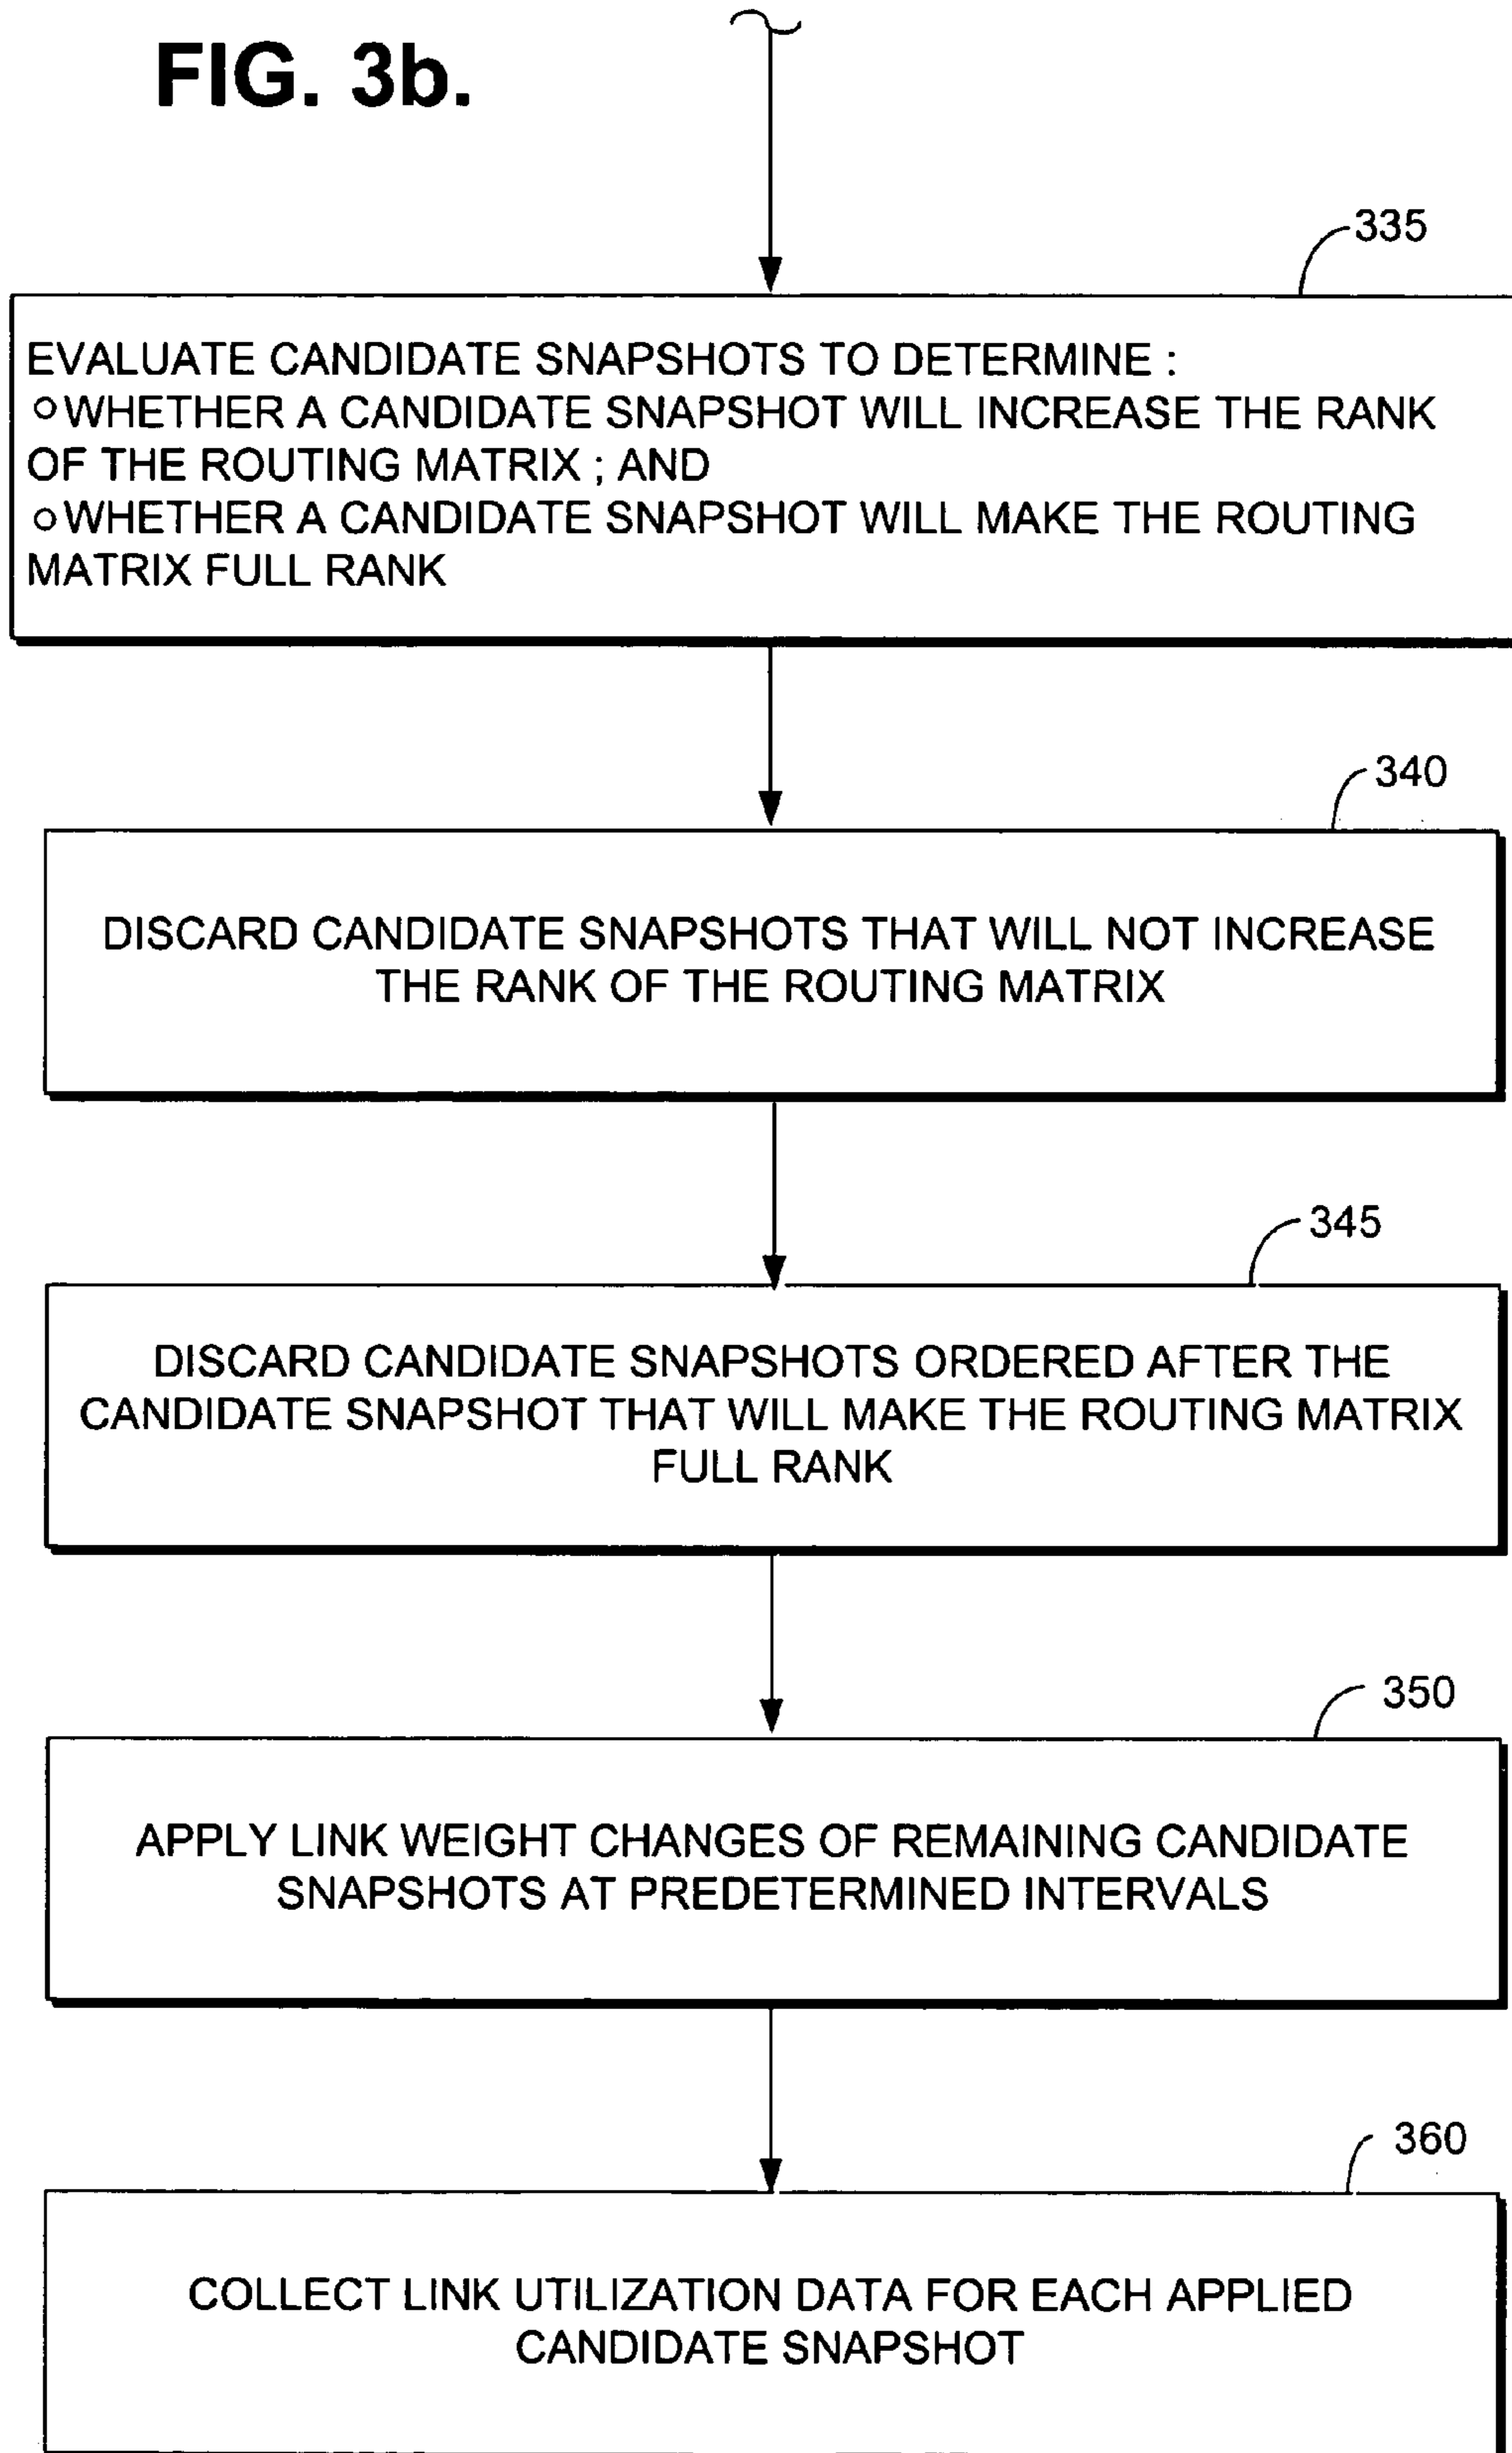 FIG. 3b.
335
EVALUATE CANDIDATE SNAPSHOTS TO DETERMINE :
○ WHETHER A CANDIDATE SNAPSHOT WILL INCREASE THE RANK
OF THE ROUTING MATRIX ; AND
○ WHETHER A CANDIDATE SNAPSHOT WILL MAKE THE ROUTING
MATRIX FULL RANK
340
DISCARD CANDIDATE SNAPSHOTS THAT WILL NOT INCREASE
THE RANK OF THE ROUTING MATRIX
345
DISCARD CANDIDATE SNAPSHOTS ORDERED AFTER THE
CANDIDATE SNAPSHOT THAT WILL MAKE THE ROUTING MATRIX
FULL RANK
350
APPLY LINK WEIGHT CHANGES OF REMAINING CANDIDATE
SNAPSHOTS AT PREDETERMINED INTERVALS
360
COLLECT LINK UTILIZATION DATA FOR EACH APPLIED
CANDIDATE SNAPSHOT